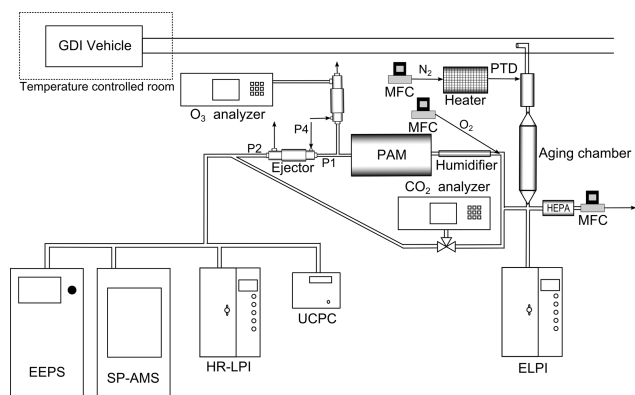 GDI Vehicle
Temperature controlled room
N2
PTD
MFC
Heater
O3 analyzer
P4
MFC
O2
P2
P1
Ejector
PAM
Humidifier
Aging chamber
CO2 analyzer
HEPA
MFC
EEPS
SP-AMS
HR-LPI
UCPC
ELPI